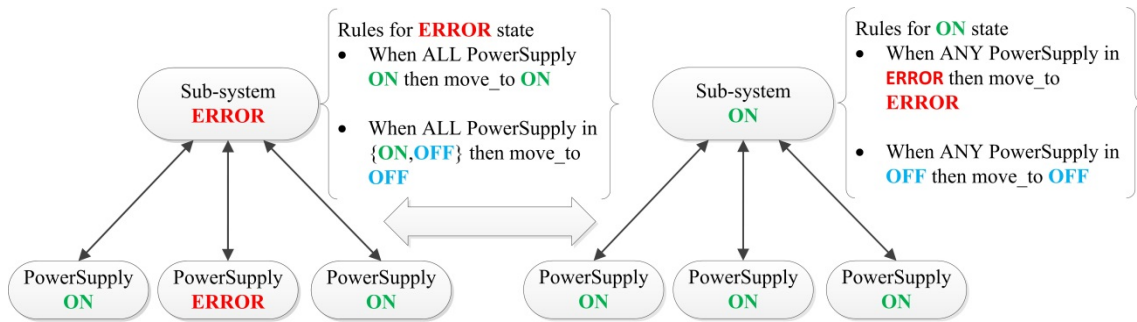 Sub-system
ERROR
Rules for ERROR state
• When ALL PowerSupply
ON then move_to ON
• When ALL PowerSupply in
{ON,OFF} then move_to
OFF
Sub-system
ON
Rules for ON state
• When ANY PowerSupply in
ERROR then move_to
ERROR
• When ANY PowerSupply in
OFF then move_to OFF
PowerSupply
ON
PowerSupply
ERROR
PowerSupply
ON
PowerSupply
ON
PowerSupply
ON
PowerSupply
ON